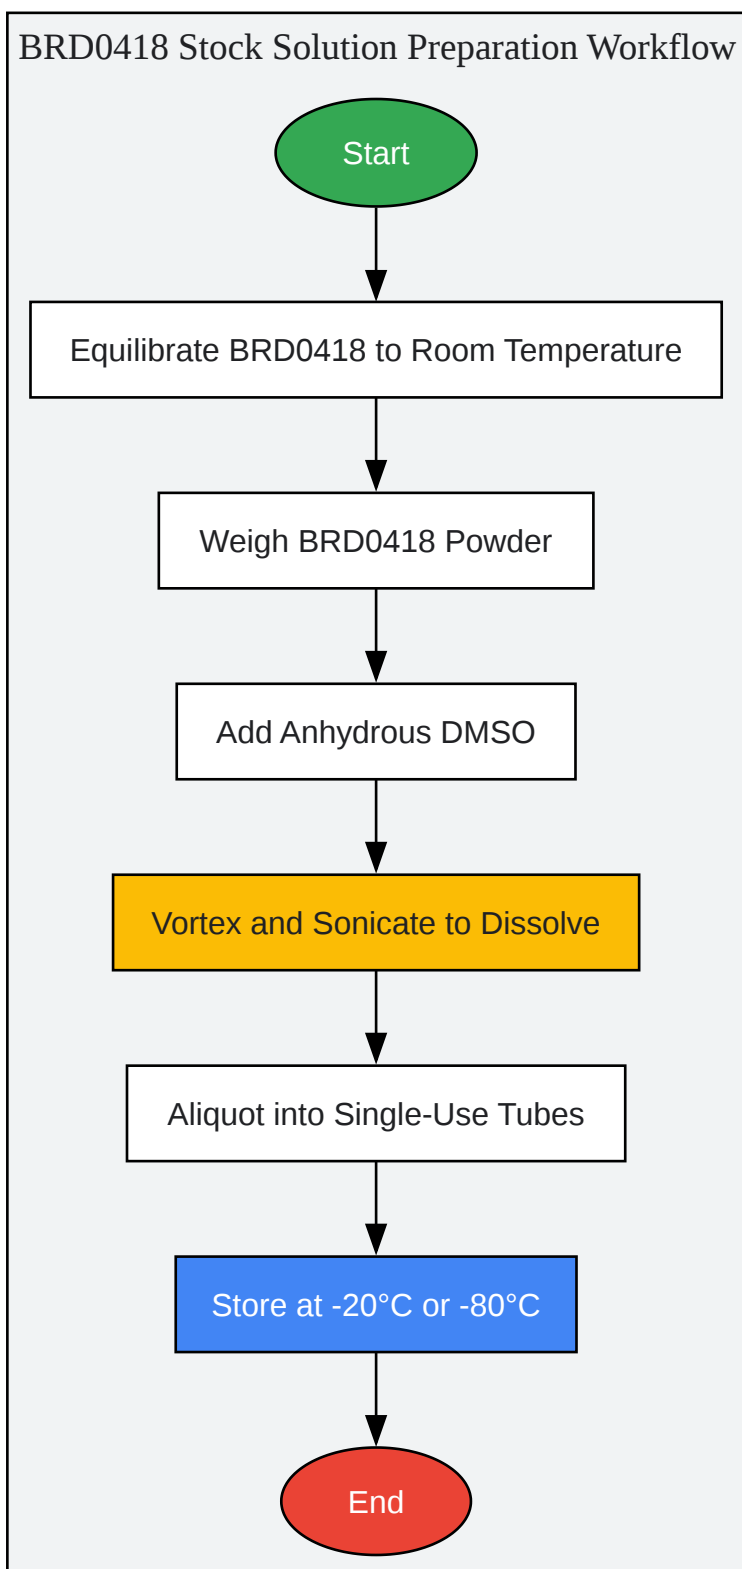 BRD0418 Stock Solution Preparation Workflow
Start
Equilibrate BRD0418 to Room Temperature
Weigh BRD0418 Powder
Add Anhydrous DMSO
Vortex and Sonicate to Dissolve
Aliquot into Single-Use Tubes
Store at -20°C or -80°C
End